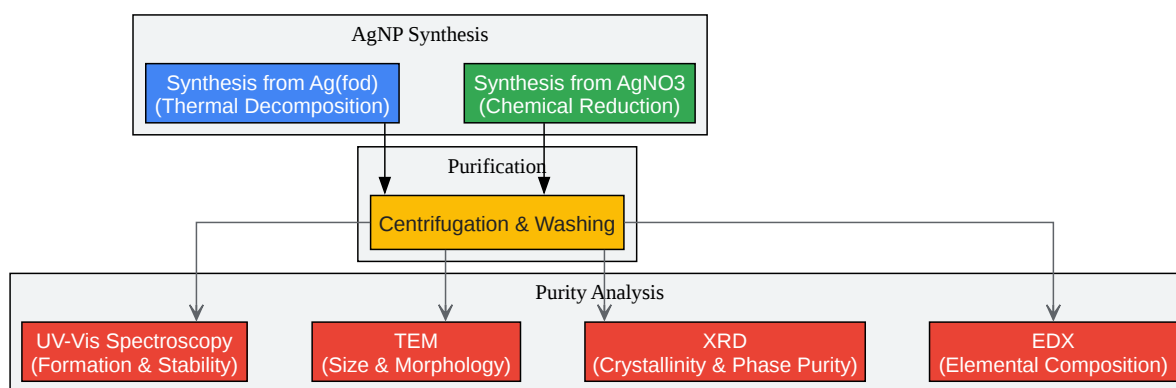 AgNP Synthesis
Synthesis from Ag(fod)
(Thermal Decomposition)
Synthesis from AgNO3
(Chemical Reduction)
Purification
Centrifugation & Washing
Purity Analysis
UV-Vis Spectroscopy
(Formation & Stability)
TEM
(Size & Morphology)
XRD
(Crystallinity & Phase Purity)
EDX
(Elemental Composition)